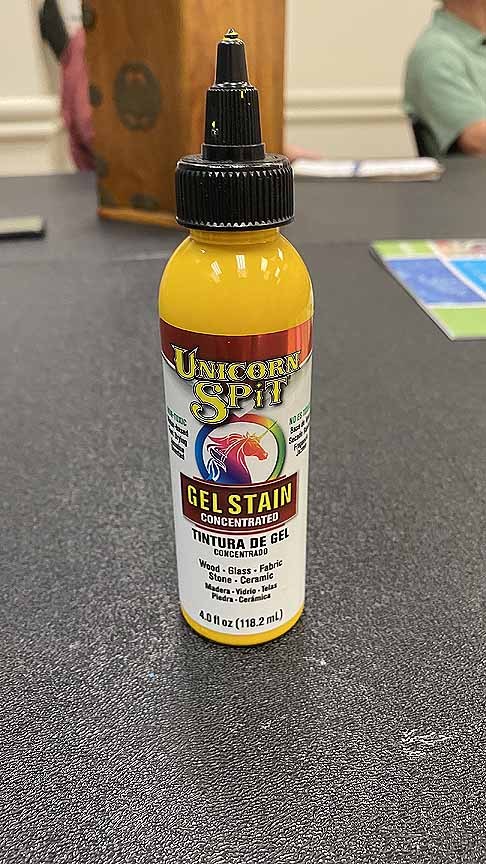 UNICORN
SPiT
GEL STAIN
CONCENTRATED
TINTURA DE GEL
CONCENTRADO
Wood - Glass - Fabric
Stone - Ceramic
Madera - Vidrio - Telas
Piedra - Cerámica
4.0 fl oz (118.2 mL)